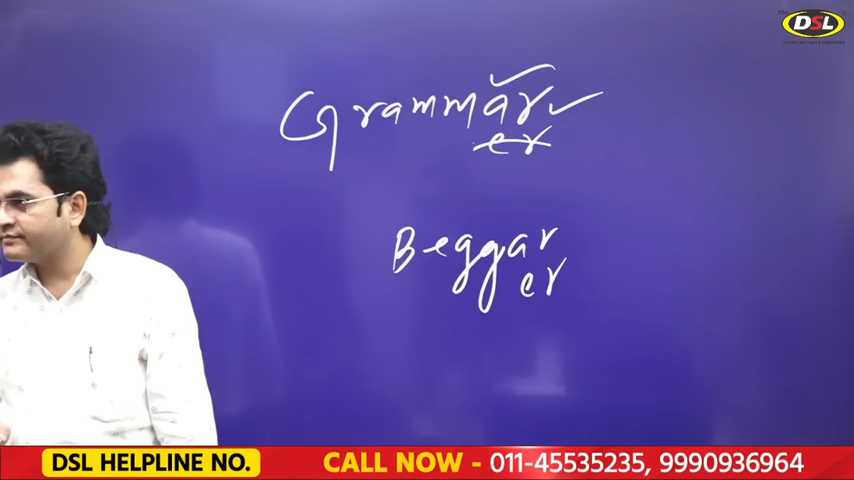 DSL
Grammar
er
Beggar
er
DSL HELPLINE NO. CALL NOW - 011-45535235, 9990936964